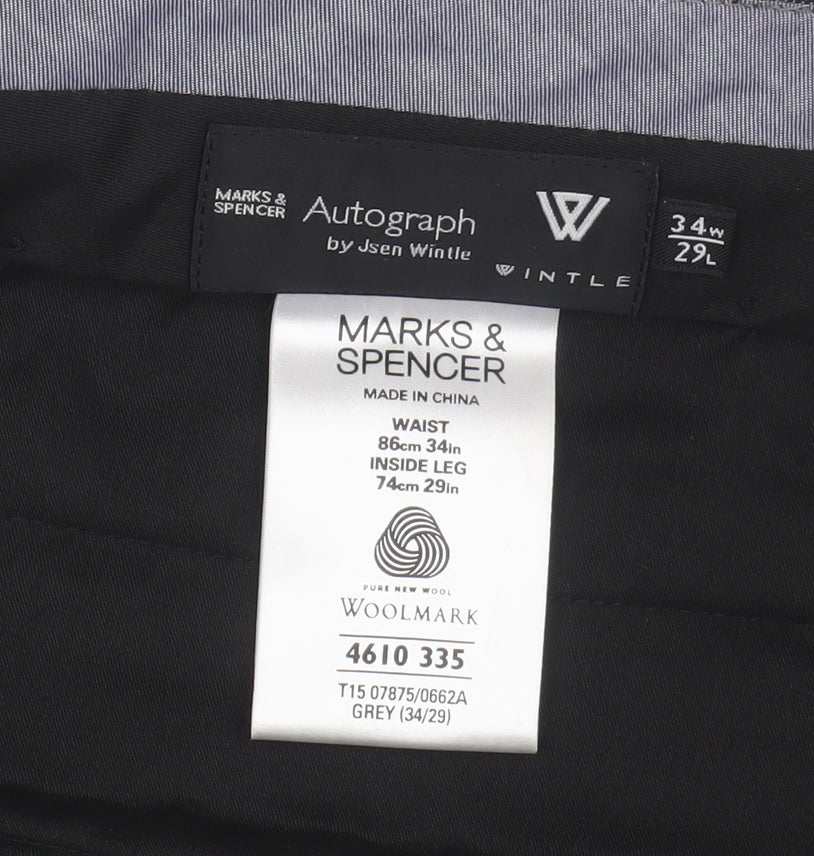 MARKS &
SPENCER
Autograph
by Jsen Wintle
WINTLE
34W
29L
MARKS &
SPENCER
MADE IN CHINA
WAIST
86cm 34in
INSIDE LEG
74cm 29in
PURE NEW WOOL
WOOLMARK
4610 335
T15 07875/0662A
GREY (34/29)